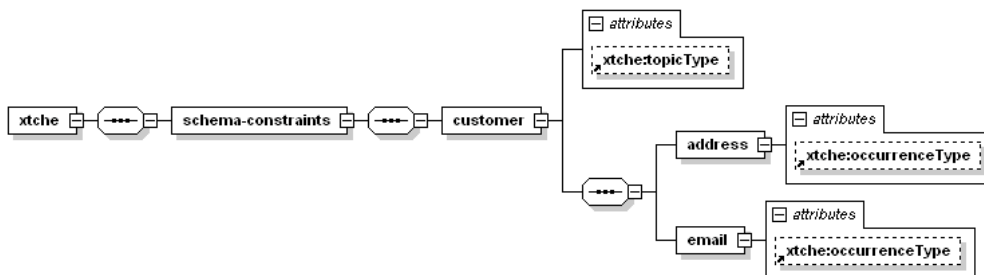 attributes
xtche:topicType
xtche
schema-constraints
customer
attributes
address
xtche:occurrenceType
attributes
email
xtche:occurrenceType